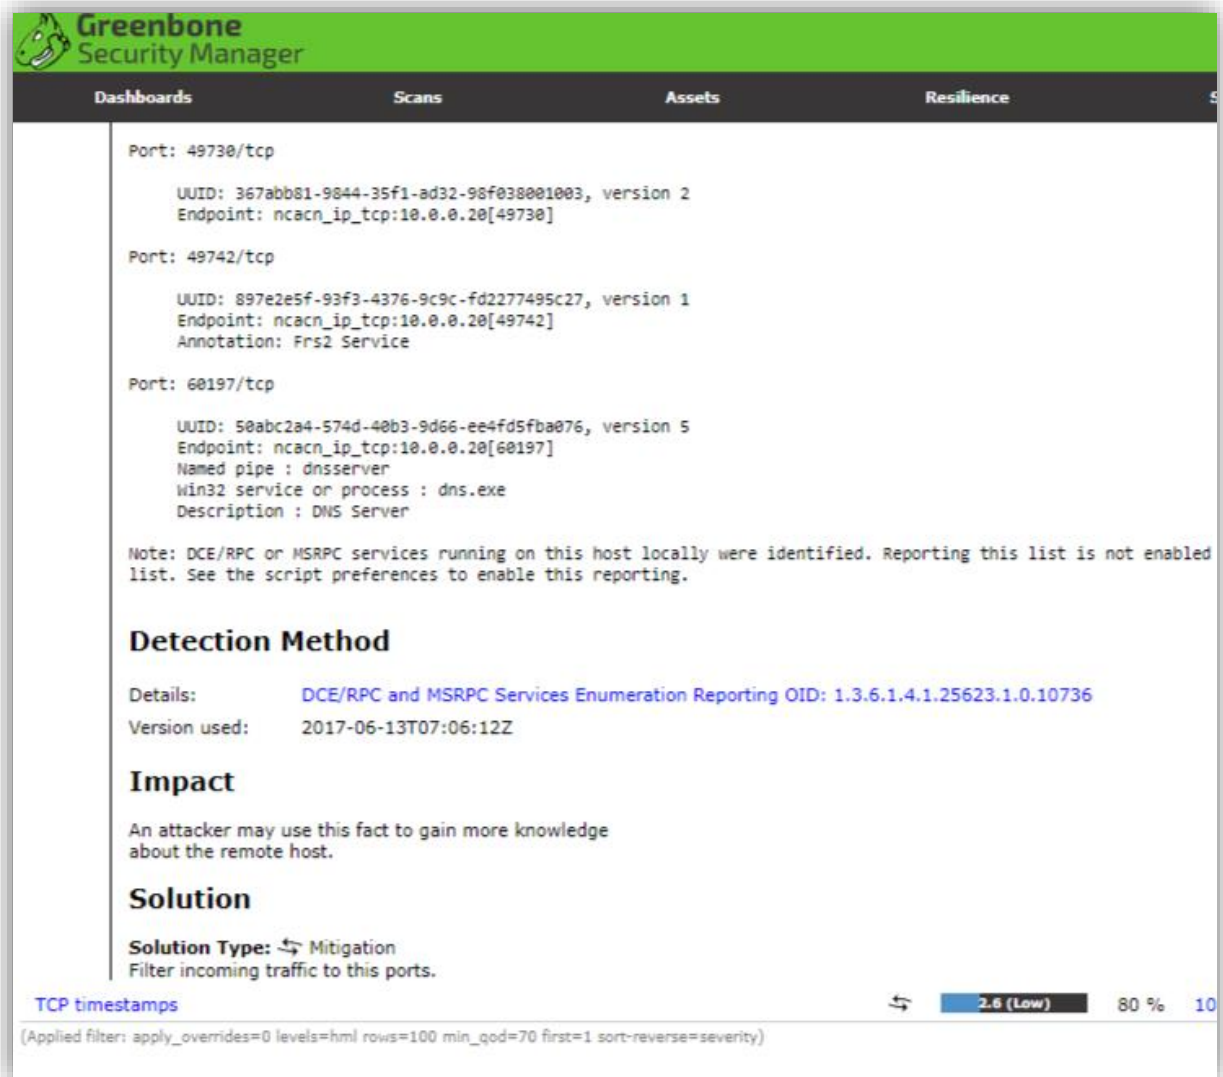 Greenbone
Security Manager
Dashboards Scans Assets Resilience S
Port: 49730/tcp
UUID: 367abb81-9844-35f1-ad32-98f038001003, version 2
Endpoint: ncacn_ip_tcp:10.0.0.20[49730]
Port: 49742/tcp
UUID: 897e2e5f-93f3-4376-9c9c-fd2277495c27, version 1
Endpoint: ncacn_ip_tcp:10.0.0.20[49742]
Annotation: Frs2 Service
Port: 60197/tcp
UUID: 50abc2a4-574d-40b3-9d66-ee4fd5fba076, version 5
Endpoint: ncacn_ip_tcp:10.0.0.20[60197]
Named pipe : dnsserver
Win32 service or process : dns.exe
Description : DNS Server
Note: DCE/RPC or MSRPC services running on this host locally were identified. Reporting this list is not enabled
list. See the script preferences to enable this reporting.
Detection Method
Details: DCE/RPC and MSRPC Services Enumeration Reporting OID: 1.3.6.1.4.1.25623.1.0.10736
Version used: 2017-06-13T07:06:12Z
Impact
An attacker may use this fact to gain more knowledge
about the remote host.
Solution
Solution Type: Mitigation
Filter incoming traffic to this ports.
TCP timestamps 2.6 (Low) 80 % 10
(Applied filter: apply_overrides=0 levels=hml rows=100 min_qod=70 first=1 sort-reverse=severity)